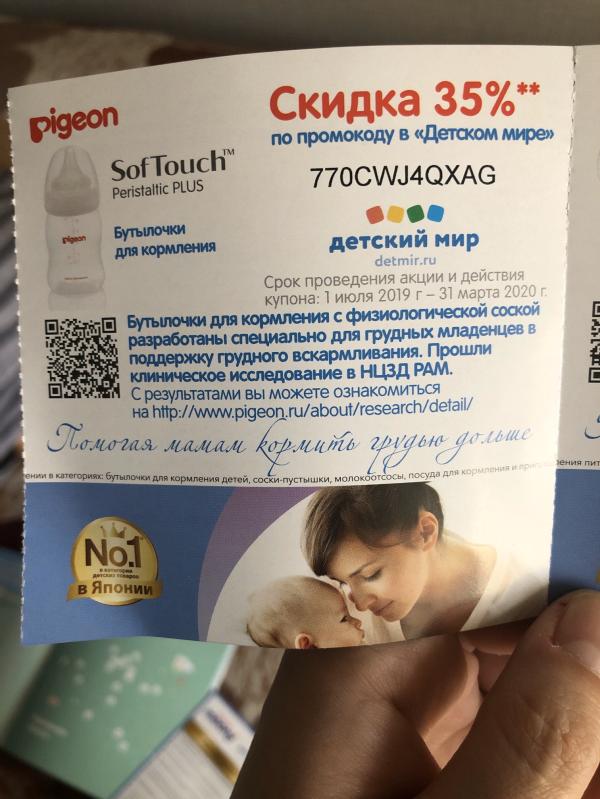 pigeon
Скидка 35%**
по промокоду в «Детском мире»
SofTouch™
Peristaltic PLUS
770CWJ4QXAG
pigeon
Бутылочки
для кормления
детский мир
detmir.ru
Срок проведения акции и действия
купона: 1 июля 2019 г – 31 марта 2020 г.
Бутылочки для кормления с физиологической соской
разработаны специально для грудных младенцев в
поддержку грудного вскармливания. Прошли
клиническое исследование в НЦЗД РАМ.
С результатами вы можете ознакомиться
на http://www.pigeon.ru/about/research/detail/
Помогая мамам кормить грудью дольше
в категориях: бутылочки для кормления детей, соски-пустышки, молокоотсосы, посуда для кормления и
No.1
в категории
детских товаров
в Японии